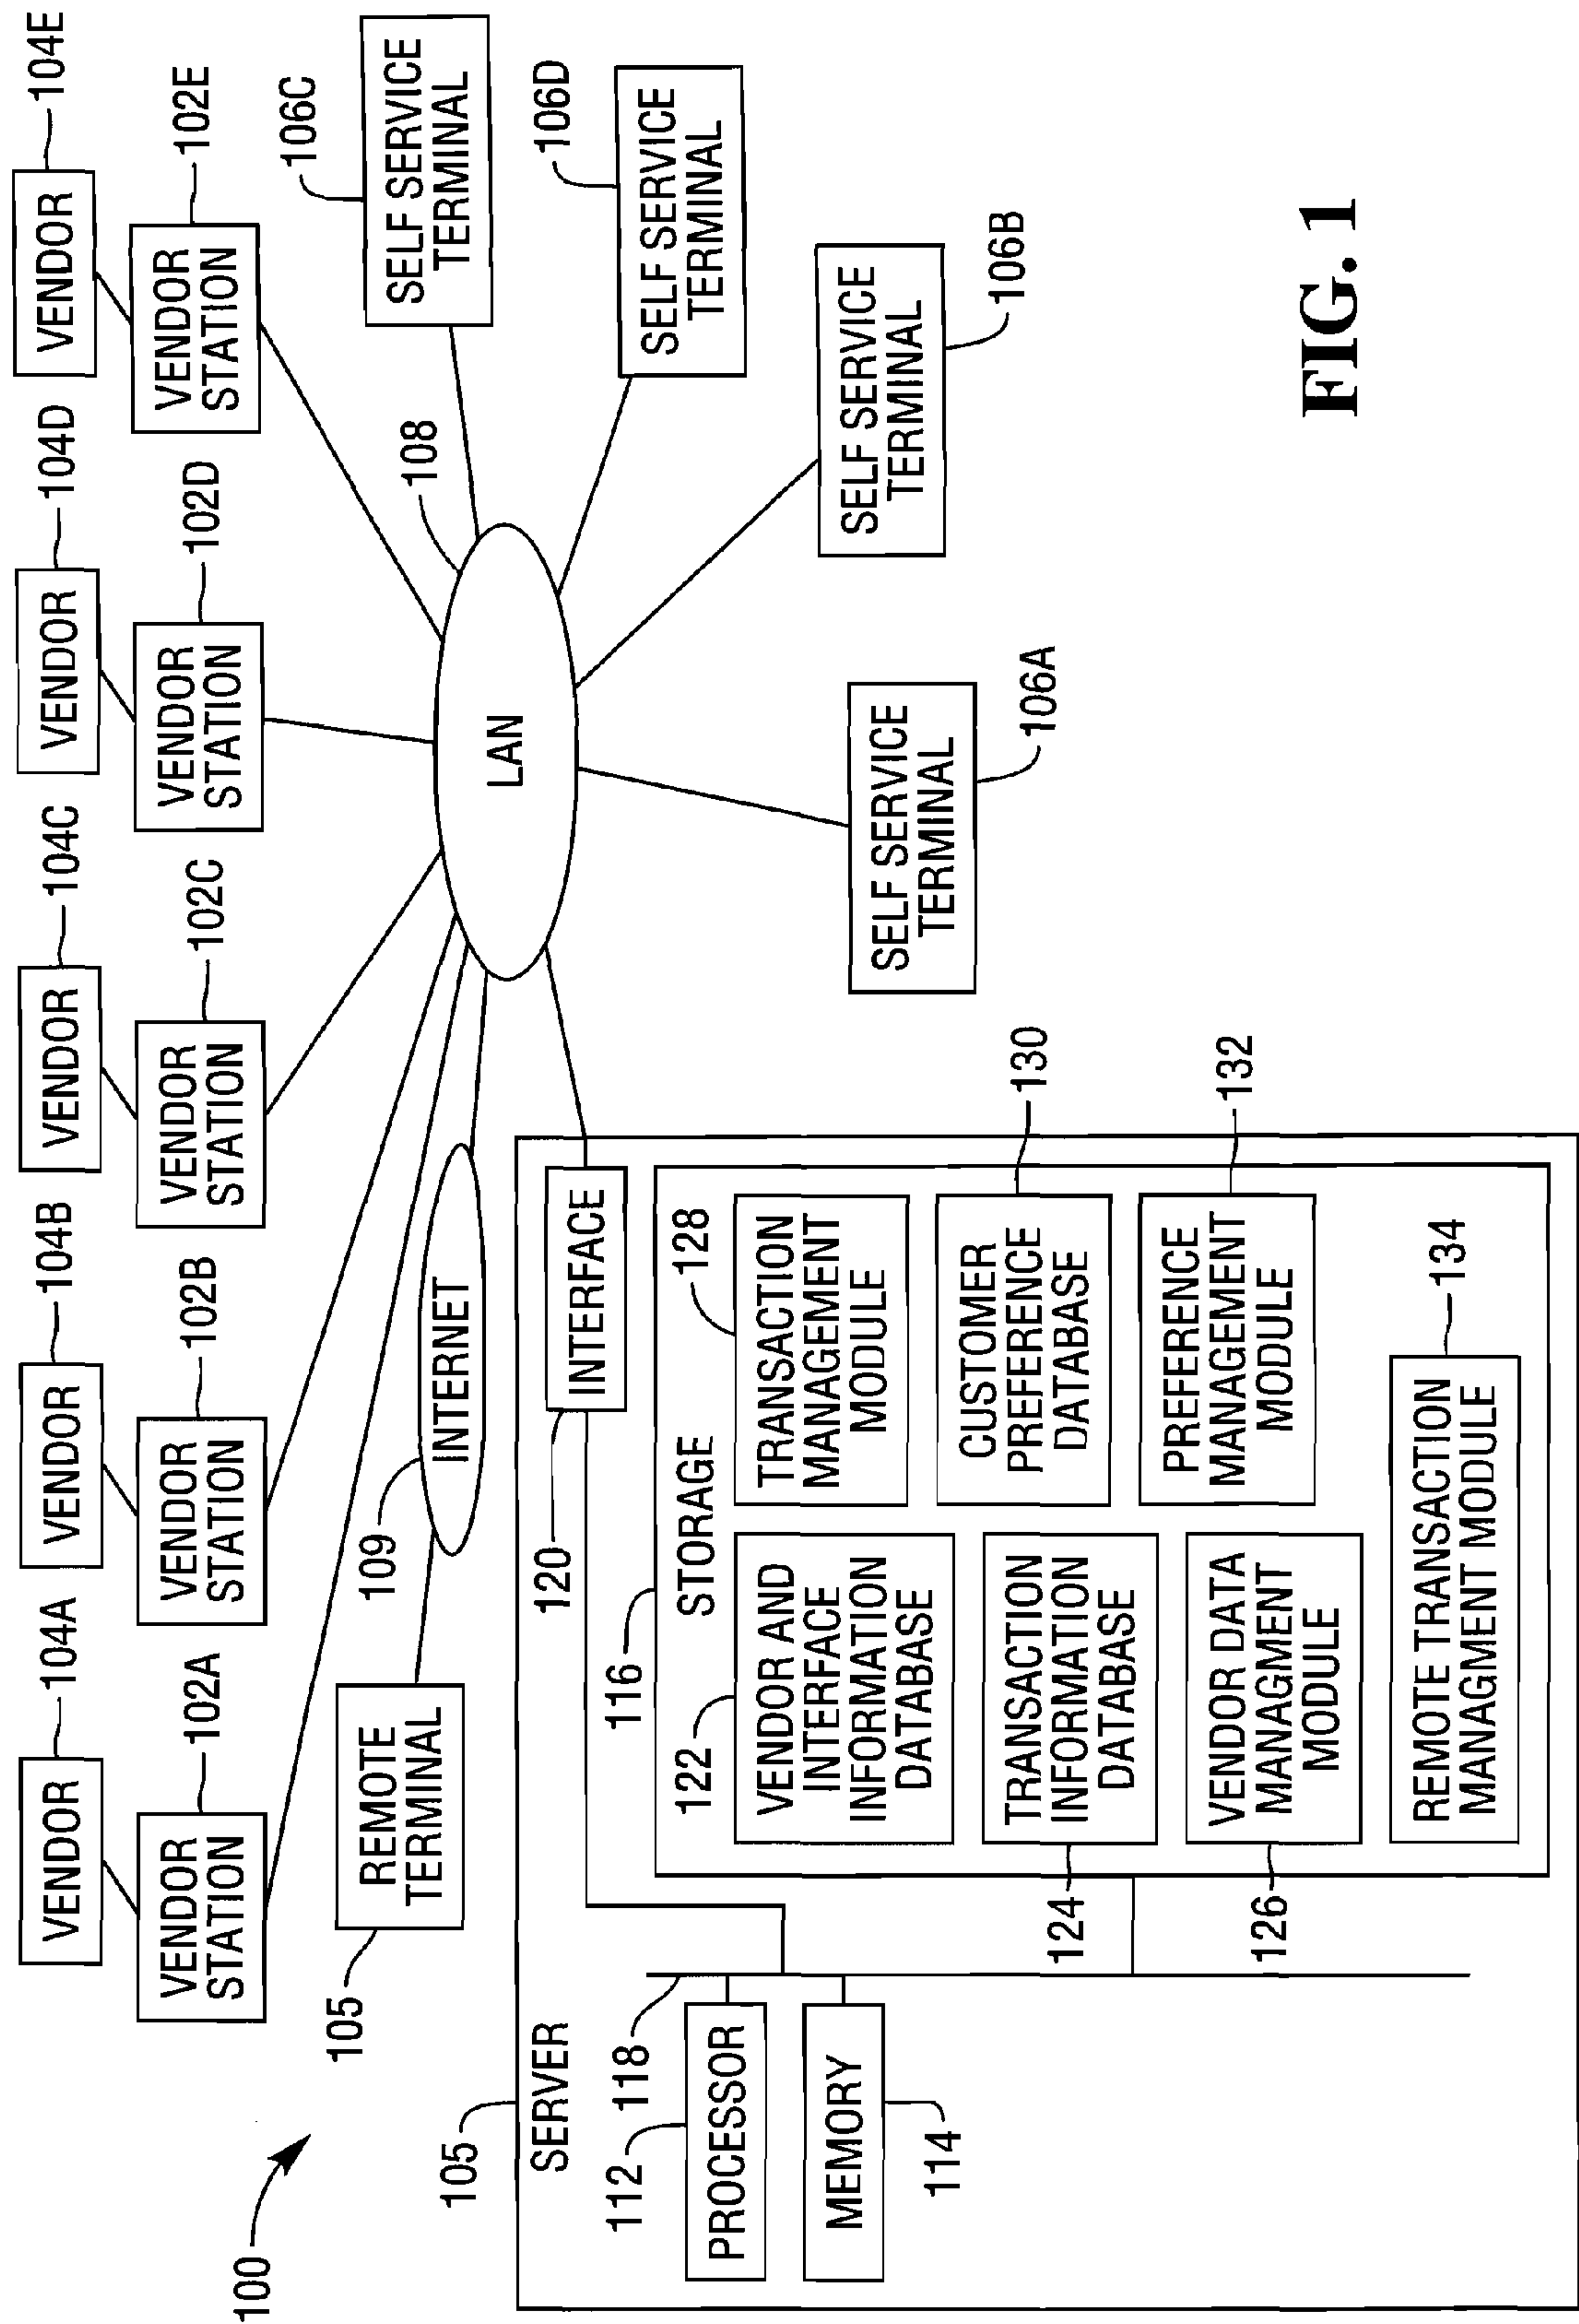 100
104A
104B
104C
104D
104E
VENDOR
VENDOR
VENDOR
VENDOR
VENDOR
102A
102B
102C
102D
102E
VENDOR
STATION
VENDOR
STATION
VENDOR
STATION
VENDOR
STATION
VENDOR
STATION
105
REMOTE
TERMINAL
109
INTERNET
108
LAN
106C
SELF SERVICE
TERMINAL
106D
SELF SERVICE
TERMINAL
106B
SELF SERVICE
TERMINAL
106A
SELF SERVICE
TERMINAL
105
SERVER
120
INTERFACE
118
112
PROCESSOR
MEMORY
114
116
STORAGE
122
VENDOR AND
INTERFACE
INFORMATION
DATABASE
128
TRANSACTION
MANAGEMENT
MODULE
124
TRANSACTION
INFORMATION
DATABASE
130
CUSTOMER
PREFERENCE
DATABASE
126
VENDOR DATA
MANAGMENT
MODULE
132
PREFERENCE
MANAGEMENT
MODULE
134
REMOTE TRANSACTION
MANAGMENT MODULE
FIG. 1